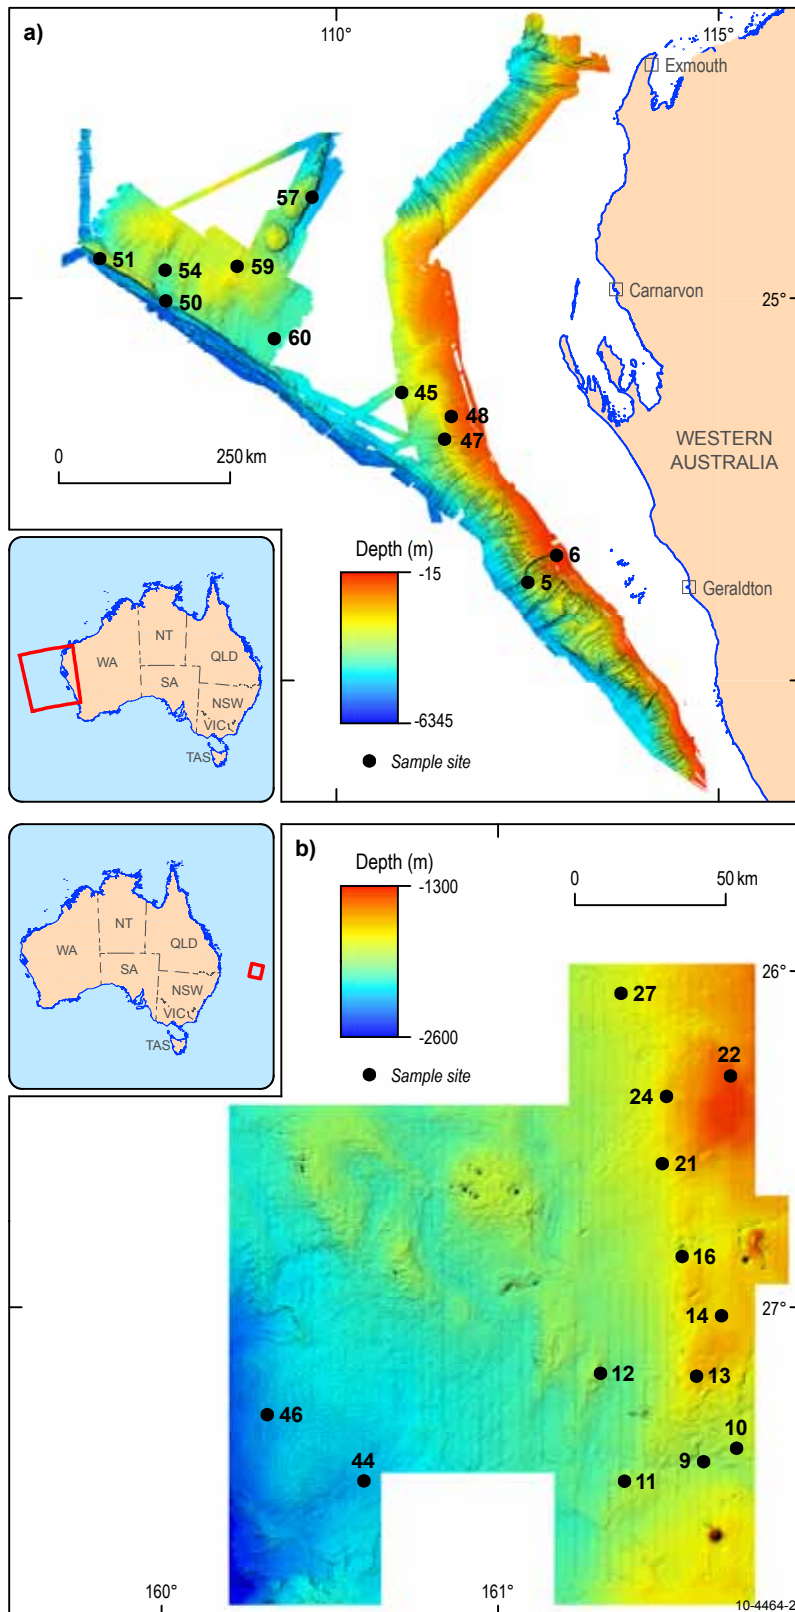 a)
110°
115°
Exmouth
57
51
54
59
50
60
Carnarvon
25°
45
48
47
WESTERN
AUSTRALIA
0
250 km
6
5
Geraldton
Depth (m)
-15
-6345
Sample site
WA
NT
SA
QLD
NSW
VIC
TAS
b)
Depth (m)
-1300
-2600
Sample site
0
50 km
WA
NT
SA
QLD
NSW
VIC
TAS
26°
27
22
24
21
16
27°
14
12
13
46
10
44
9
11
160°
161°
10-4464-2